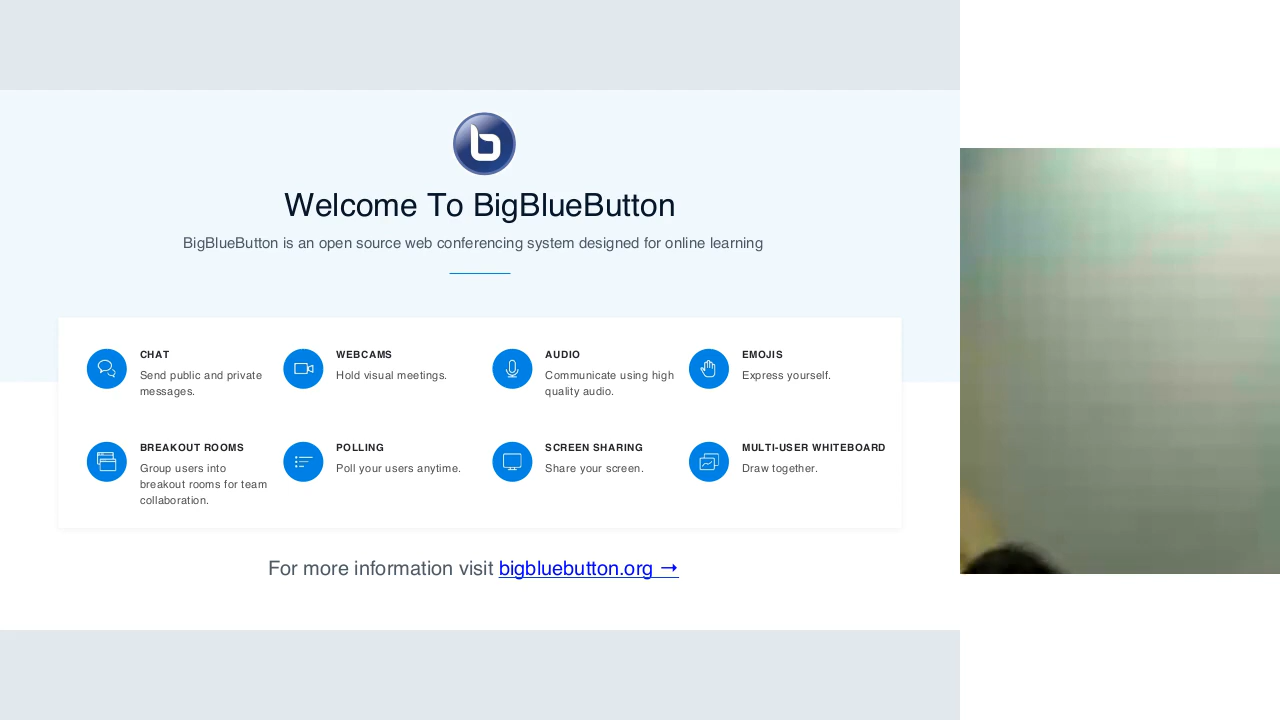 Welcome To BigBlueButton
BigBlueButton is an open source web conferencing system designed for online learning
CHAT
Send public and private
messages.
WEBCAMS
Hold visual meetings.
AUDIO
Communicate using high
quality audio.
EMOJIS
Express yourself.
BREAKOUT ROOMS
Group users into
breakout rooms for team
collaboration.
POLLING
Poll your users anytime.
SCREEN SHARING
Share your screen.
MULTI-USER WHITEBOARD
Draw together.
For more information visit bigbluebutton.org →